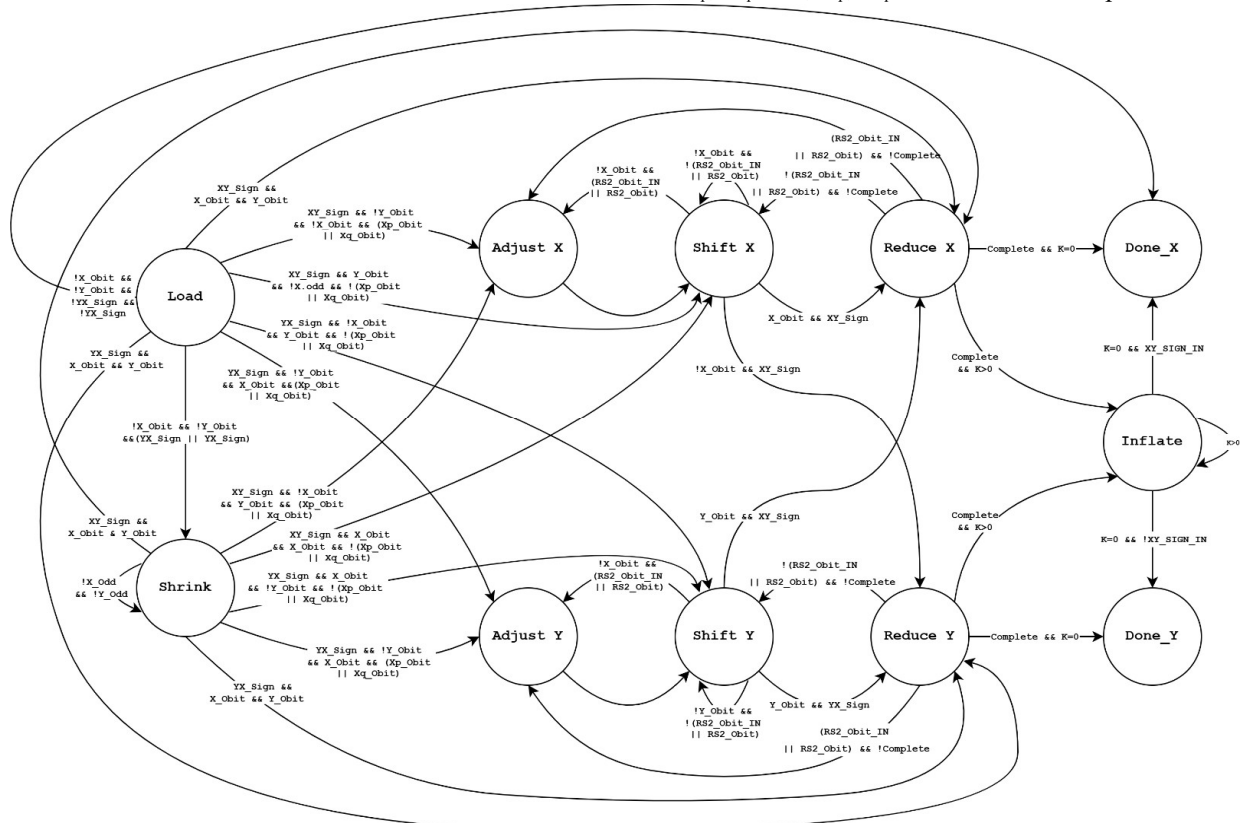 (RS2_Obit_IN
|| RS2_Obit) && !Complete
!X_Obit &&
!(RS2_Obit_IN
|| RS2_Obit)
!X_Obit &&
(RS2_Obit_IN
|| RS2_Obit)
!(RS2_Obit_IN
|| RS2_Obit) && !Complete
XY_Sign &&
X_Obit && Y_Obit
XY_Sign && !Y_Obit
&& !X_Obit && (Xp_Obit
|| Xq_Obit)
Adjust X
Shift X
Reduce X
Complete && K=0
Done_X
!X_Obit &&
!Y_Obit &&
!YX_Sign &&
!YX_Sign
Load
XY_Sign && Y_Obit
&& !X.odd && !(Xp_Obit
|| Xq_Obit)
X_Obit && XY_Sign
YX_Sign && !X_Obit
&& Y_Obit && !(Xp_Obit
|| Xq_Obit)
YX_Sign &&
X_Obit && Y_Obit
YX_Sign && !Y_Obit
&& X_Obit &&(Xp_Obit
|| Xq_Obit)
!X_Obit && XY_Sign
Complete
&& K>0
K=0 && XY_SIGN_IN
!X_Obit && !Y_Obit
&&(YX_Sign || YX_Sign)
Inflate
K>0
XY_Sign && !X_Obit
&& Y_Obit && (Xp_Obit
|| Xq_Obit)
XY_Sign &&
X_Obit & Y_Obit
XY_Sign && X_Obit
&& X_Obit && !(Xp_Obit
|| Xq_Obit)
Y_Obit && XY_Sign
Complete
&& K>0
K=0 && !XY_SIGN_IN
!X_Odd
&& !Y_Odd
Shrink
YX_Sign && X_Obit
&& !Y_Obit && !(Xp_Obit
|| Xq_Obit)
!X_Obit &&
(RS2_Obit_IN
|| RS2_Obit)
!(RS2_Obit_IN
|| RS2_Obit) && !Complete
YX_Sign && !Y_Obit
&& X_Obit && (Xp_Obit
|| Xq_Obit)
Adjust Y
Shift Y
Reduce Y
Complete && K=0
Done_Y
YX_Sign &&
X_Obit && Y_Obit
!Y_Obit &&
!(RS2_Obit_IN
|| RS2_Obit)
Y_Obit && YX_Sign
(RS2_Obit_IN
|| RS2_Obit) && !Complete